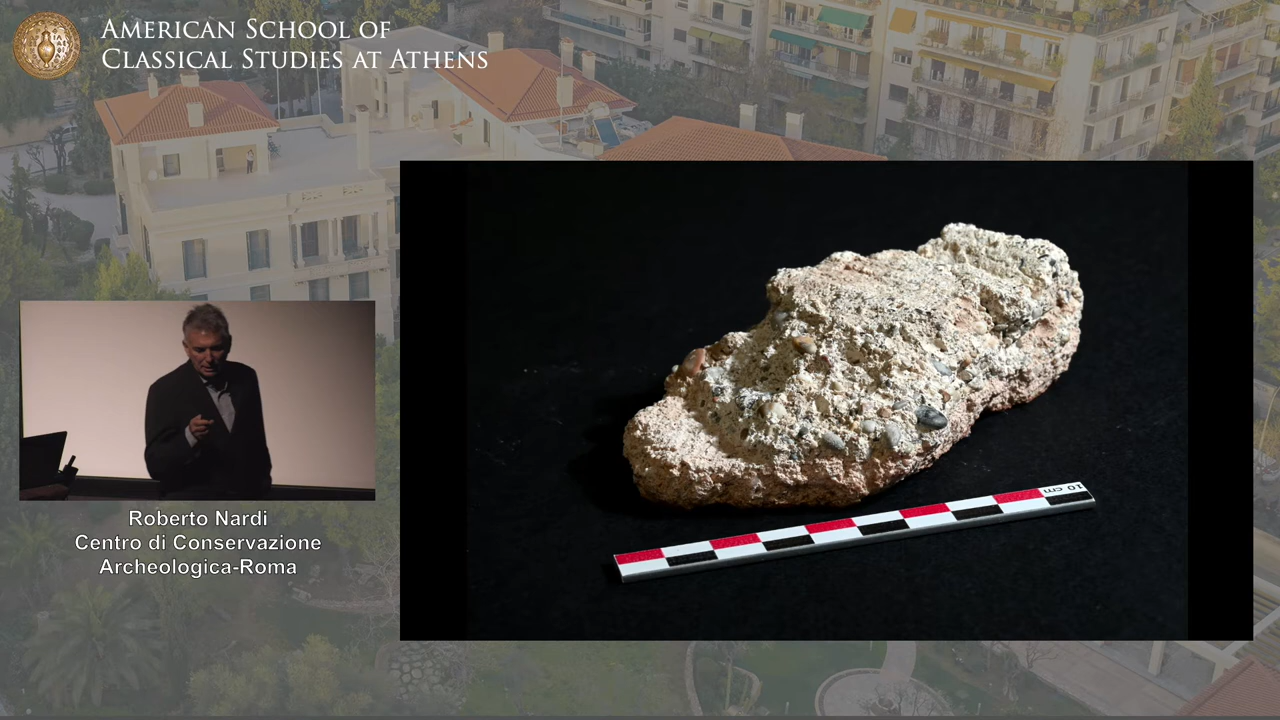 AMERICAN SCHOOL OF
CLASSICAL STUDIES AT ATHENS
10 cm
Roberto Nardi
Centro di Conservazione
Archeologica-Roma